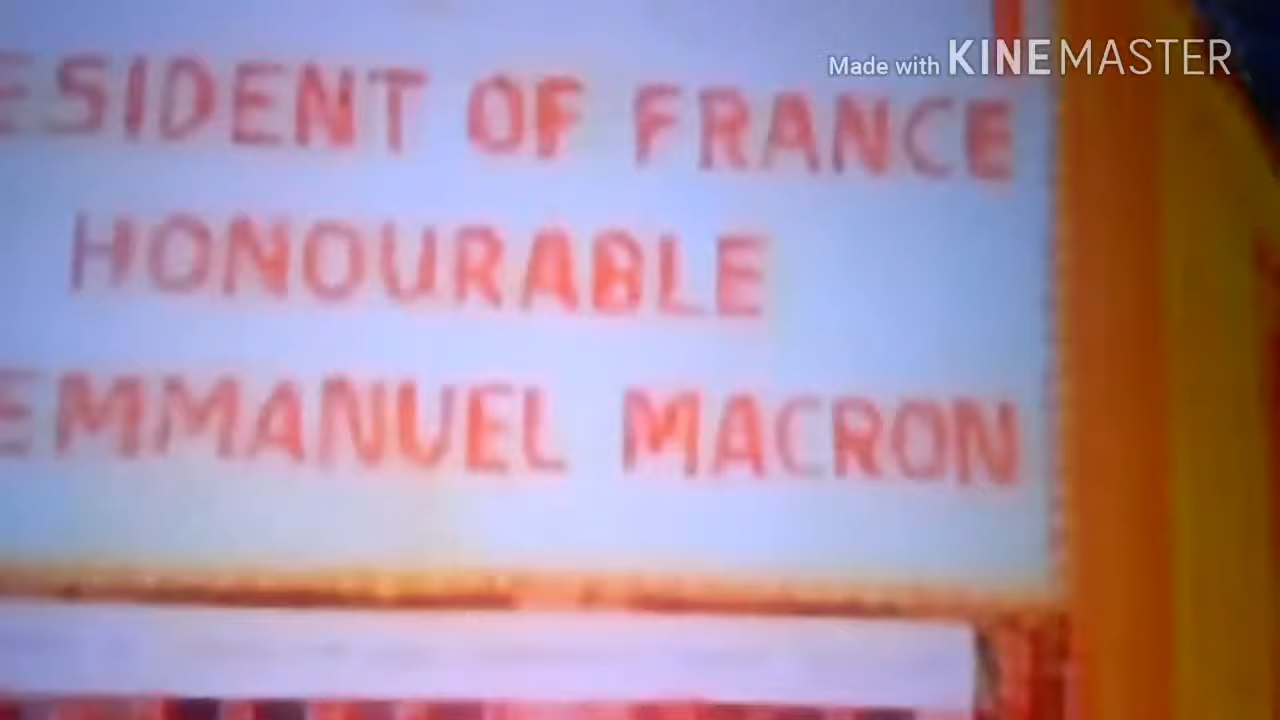 Made with KINEMASTER
ESIDENT OF FRANCE
HONOURABLE
EMMANUEL MACRON